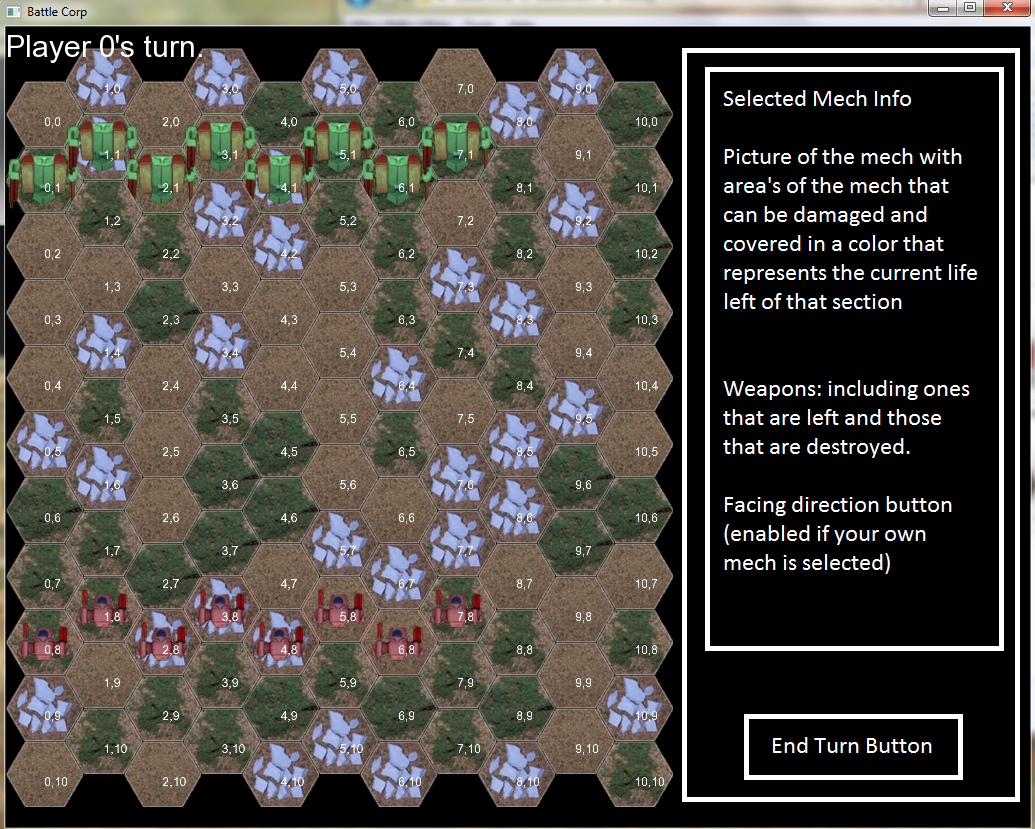 Battle Corp
Player 0's turn.
1,0 3,0 5,0 7,0 9,0
0,0 2,0 4,0 6,0 8,0 10,0
1,1 3,1 5,1 7,1 9,1
0,1 2,1 4,1 6,1 8,1 10,1
1,2 3,2 5,2 7,2 9,2
0,2 2,2 4,2 6,2 8,2 10,2
1,3 3,3 5,3 7,3 9,3
0,3 2,3 4,3 6,3 8,3 10,3
1,4 3,4 5,4 7,4 9,4
0,4 2,4 4,4 6,4 8,4 10,4
1,5 3,5 5,5 7,5 9,5
0,5 2,5 4,5 6,5 8,5 10,5
1,6 3,6 5,6 7,6 9,6
0,6 2,6 4,6 6,6 8,6 10,6
1,7 3,7 5,7 7,7 9,7
0,7 2,7 4,7 6,7 8,7 10,7
1,8 3,8 5,8 7,8 9,8
0,8 2,8 4,8 6,8 8,8 10,8
1,9 3,9 5,9 7,9 9,9
0,9 2,9 4,9 6,9 8,9 10,9
1,10 3,10 5,10 7,10 9,10
0,10 2,10 4,10 6,10 10,10
Selected Mech Info
Picture of the mech with
area's of the mech that
can be damaged and
covered in a color that
represents the current life
left of that section
Weapons: including ones
that are left and those
that are destroyed.
Facing direction button
(enabled if your own
mech is selected)
End Turn Button